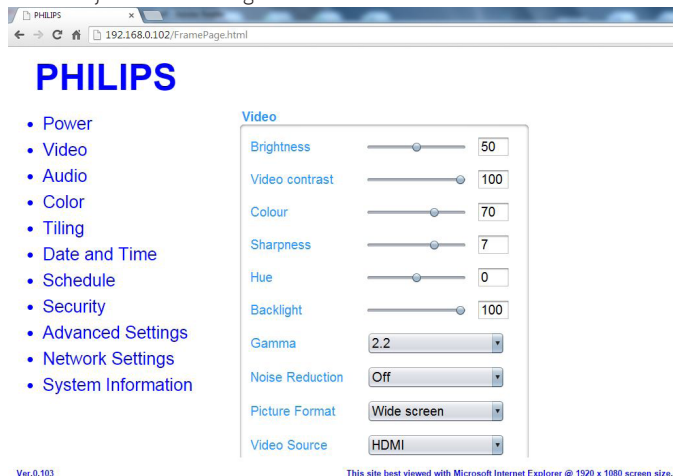 PHILIPS
192.168.0.102/FramePage.html
PHILIPS
Power
Video
Audio
Color
Tiling
Date and Time
Schedule
Security
Advanced Settings
Network Settings
System Information
Video
Brightness 50
Video contrast 100
Colour 70
Sharpness 7
Hue 0
Backlight 100
Gamma 2.2
Noise Reduction Off
Picture Format Wide screen
Video Source HDMI
Ver.0.103
This site best viewed with Microsoft Internet Explorer @ 1920 x 1080 screen size.